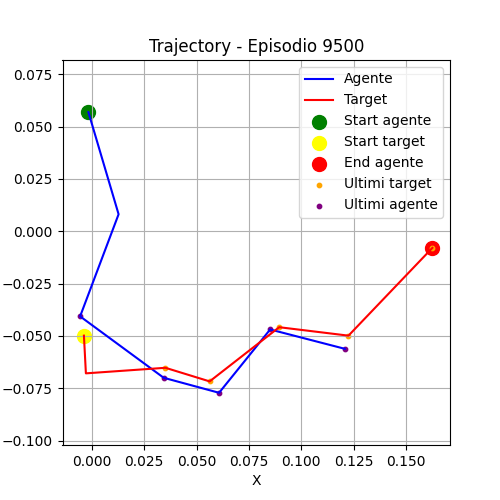 Trajectory - Episodio 9500
Agente
Target
Start agente
Start target
End agente
Ultimi target
Ultimi agente
0.075
0.050
0.025
0.000
−0.025
−0.050
−0.075
−0.100
0.000 0.025 0.050 0.075 0.100 0.125 0.150
X